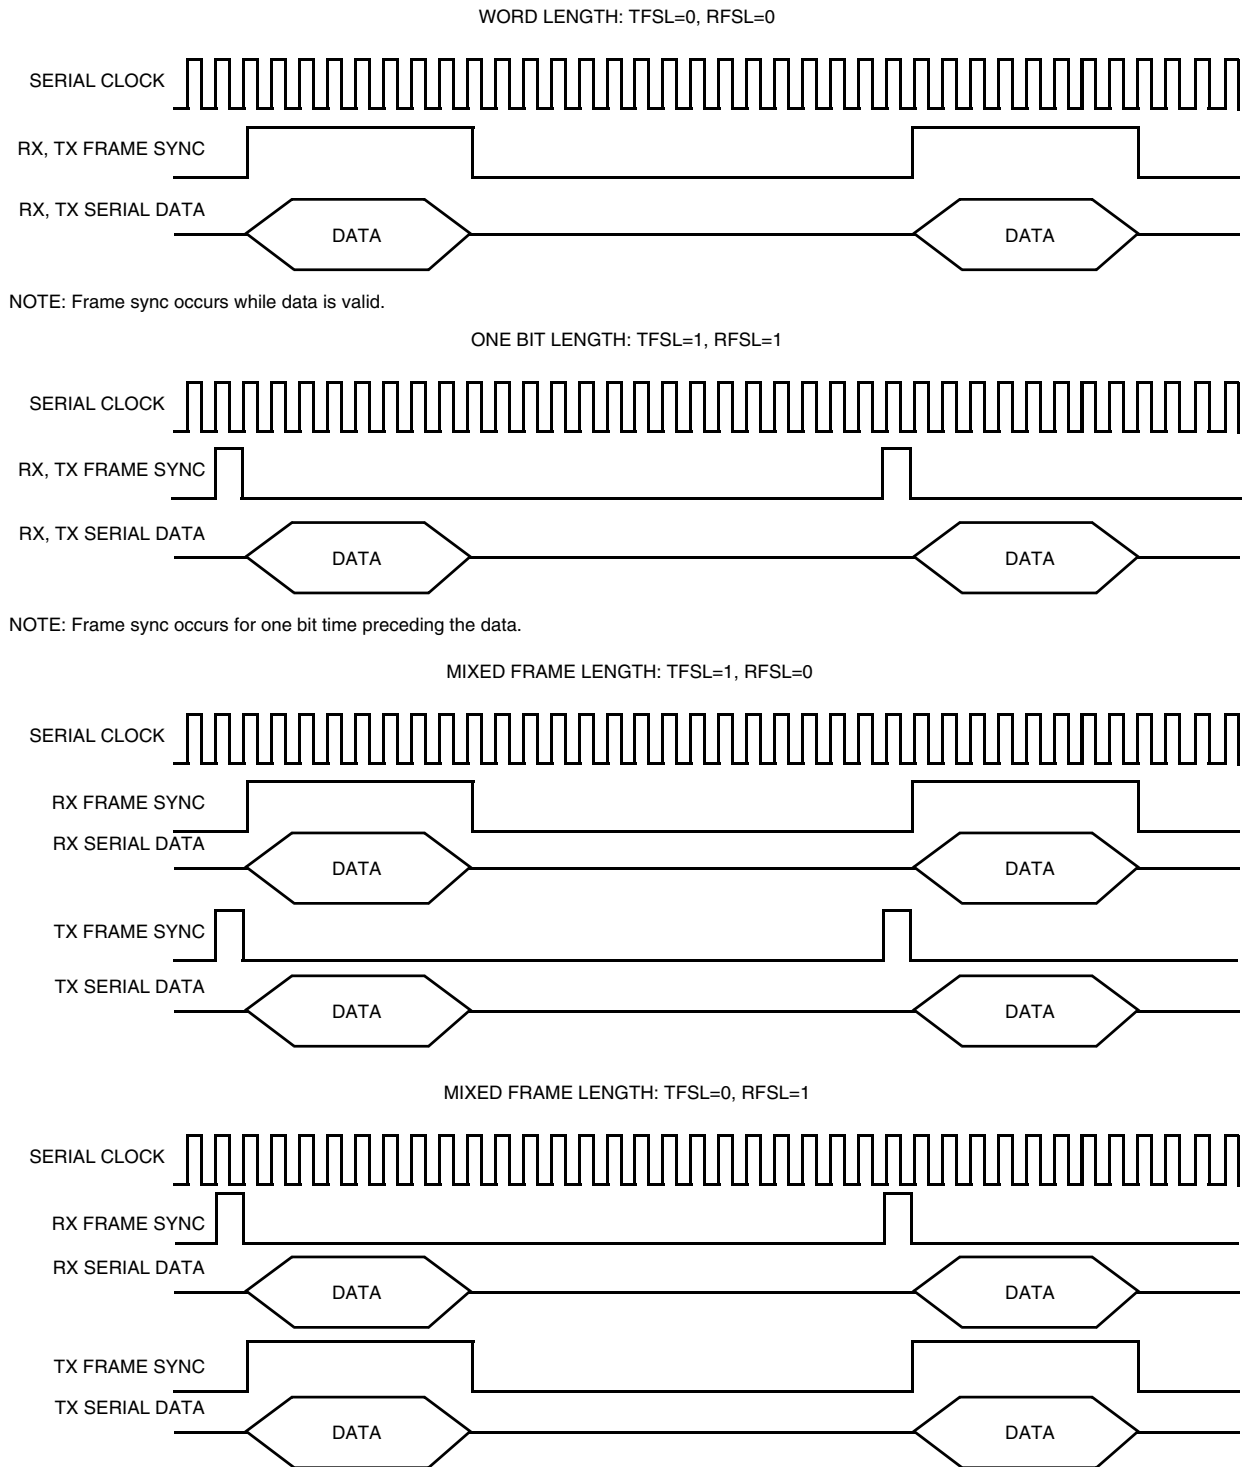 WORD LENGTH: TFSL=0, RFSL=0
SERIAL CLOCK
RX, TX FRAME SYNC
RX, TX SERIAL DATA
DATA
DATA
NOTE: Frame sync occurs while data is valid.
ONE BIT LENGTH: TFSL=1, RFSL=1
SERIAL CLOCK
RX, TX FRAME SYNC
RX, TX SERIAL DATA
DATA
DATA
NOTE: Frame sync occurs for one bit time preceding the data.
MIXED FRAME LENGTH: TFSL=1, RFSL=0
SERIAL CLOCK
RX FRAME SYNC
RX SERIAL DATA
DATA
DATA
TX FRAME SYNC
TX SERIAL DATA
DATA
DATA
MIXED FRAME LENGTH: TFSL=0, RFSL=1
SERIAL CLOCK
RX FRAME SYNC
RX SERIAL DATA
DATA
DATA
TX FRAME SYNC
TX SERIAL DATA
DATA
DATA